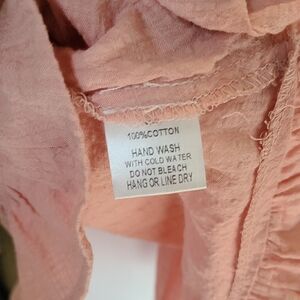 100%COTTON
HAND WASH
WITH COLD WATER
DO NOT BLEACH
HANG OR LINE DRY